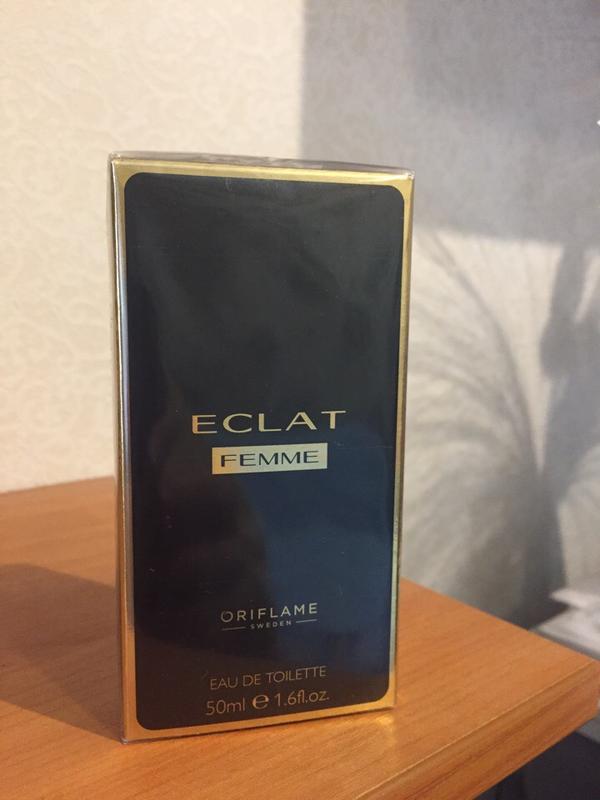 ECLAT
FEMME
ORIFLAME
SWEDEN
EAU DE TOILETTE
50ml e 1.6fl.oz.